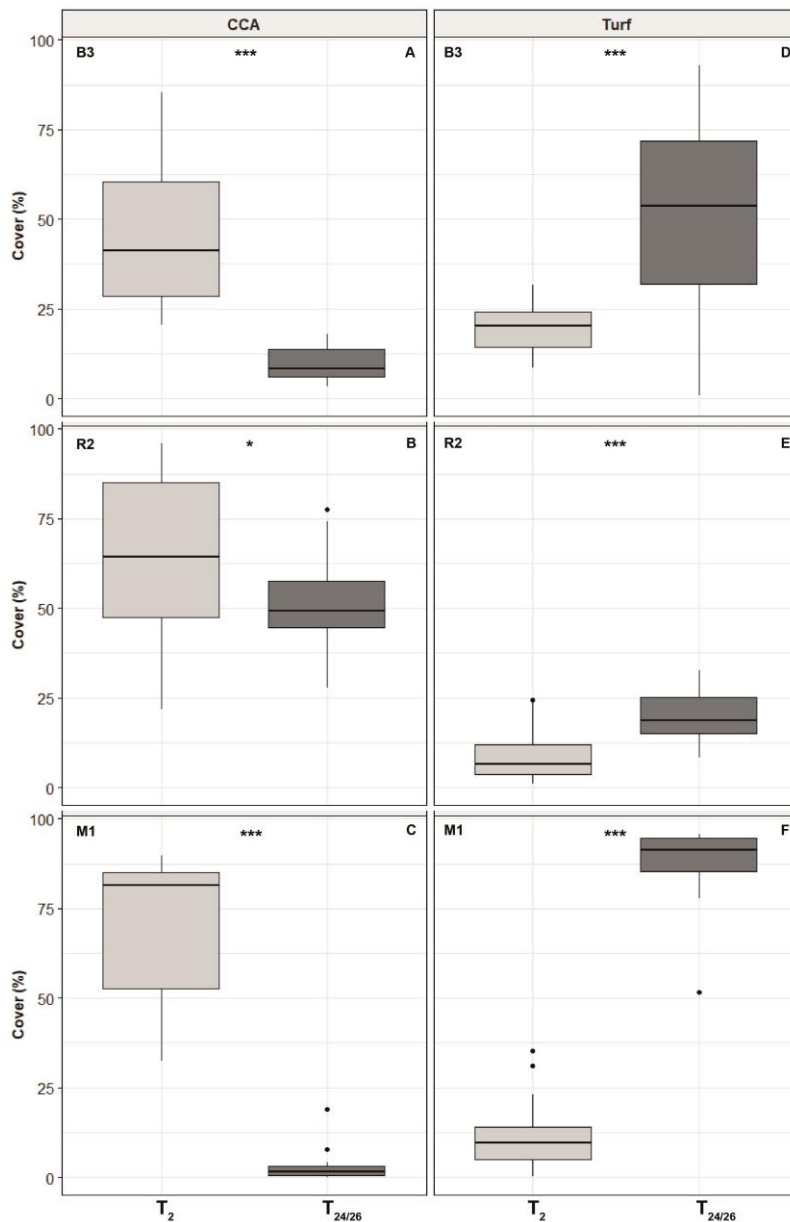 CCA
Turf
B3 *** A
B3 *** D
100
75
50
25
0
Cover (%)
R2 * B
R2 *** E
100
75
50
25
0
Cover (%)
M1 *** C
M1 *** F
100
75
50
25
0
Cover (%)
T2 T24/26
T2 T24/26